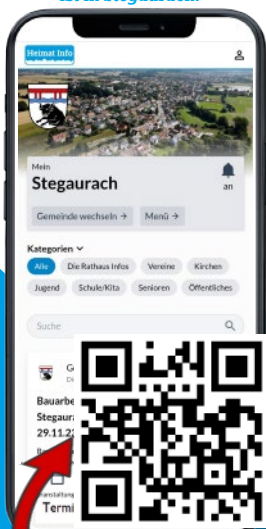 Heimat Info
Mein
Stegaurach
an
Gemeinde wechseln →
Menü →
Kategorien
Alle
Die Rathaus Infos
Vereine
Kirchen
Jugend
Schule/Kita
Senioren
Öffentliches
Suche
G
Bauarbe
Stegaura
29.11.2
Termi